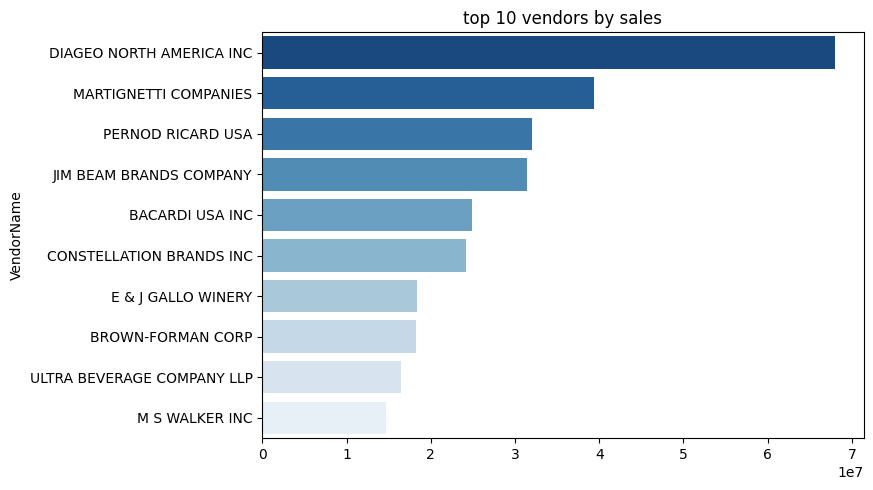 top 10 vendors by sales
VendorName
DIAGEO NORTH AMERICA INC
MARTIGNETTI COMPANIES
PERNOD RICARD USA
JIM BEAM BRANDS COMPANY
BACARDI USA INC
CONSTELLATION BRANDS INC
E & J GALLO WINERY
BROWN-FORMAN CORP
ULTRA BEVERAGE COMPANY LLP
M S WALKER INC
0 1 2 3 4 5 6 7
1e7